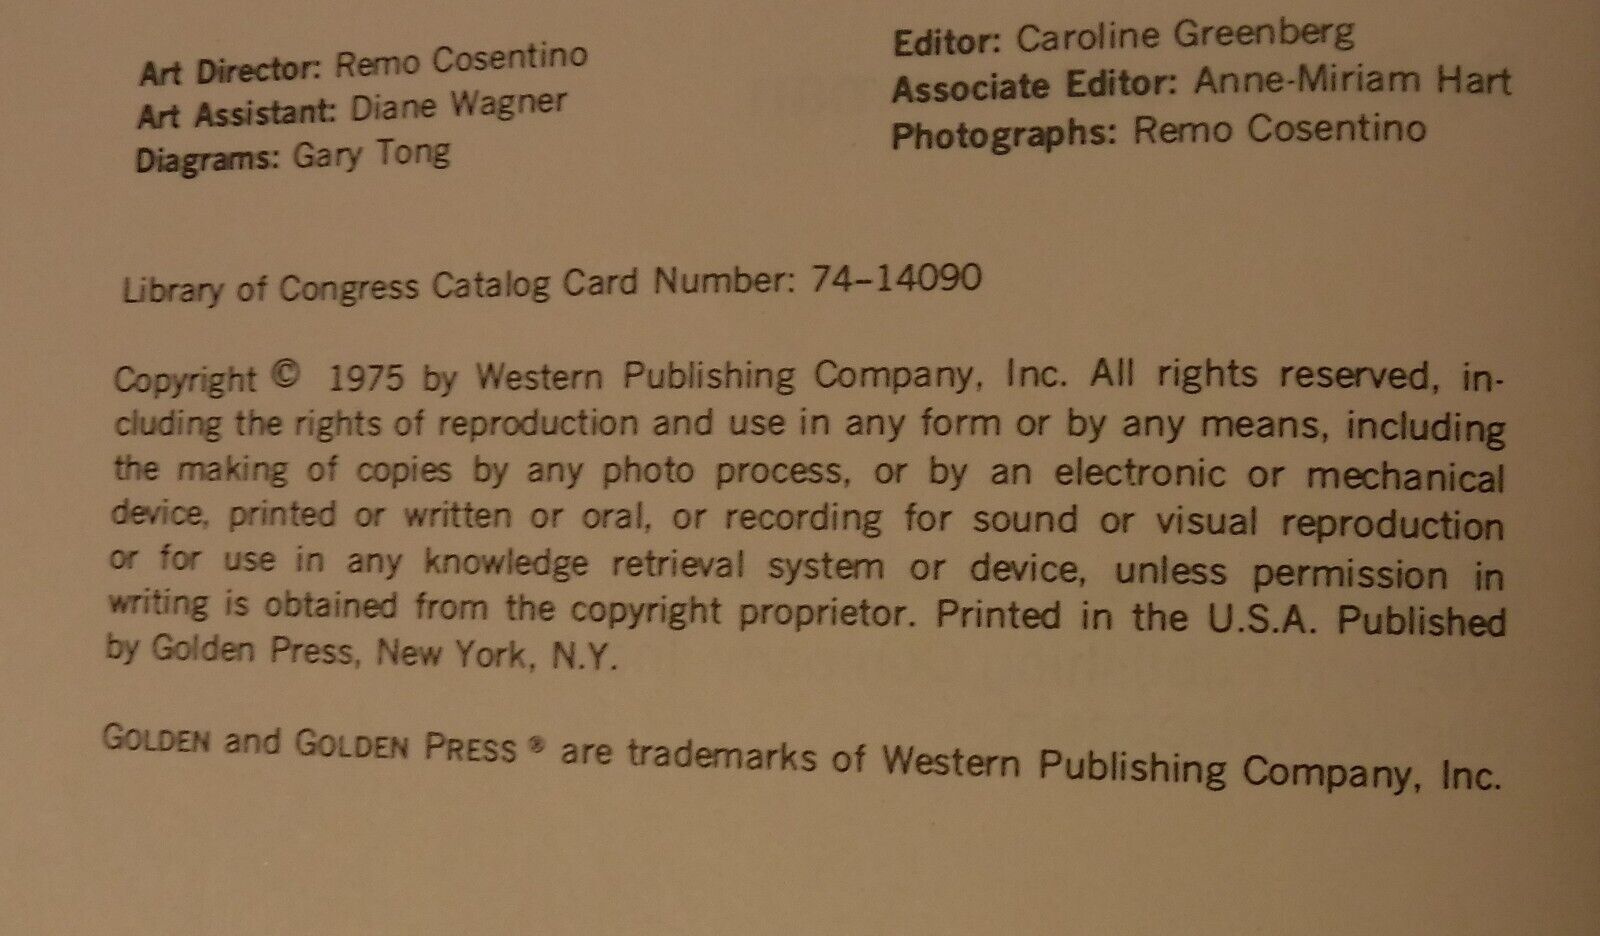 Art Director: Remo Cosentino
Art Assistant: Diane Wagner
Diagrams: Gary Tong
Editor: Caroline Greenberg
Associate Editor: Anne-Miriam Hart
Photographs: Remo Cosentino
Library of Congress Catalog Card Number: 74–14090
Copyright © 1975 by Western Publishing Company, Inc. All rights reserved, in-
cluding the rights of reproduction and use in any form or by any means, including
the making of copies by any photo process, or by an electronic or mechanical
device, printed or written or oral, or recording for sound or visual reproduction
or for use in any knowledge retrieval system or device, unless permission in
writing is obtained from the copyright proprietor. Printed in the U.S.A. Published
by Golden Press, New York, N.Y.
GOLDEN and GOLDEN PRESS ® are trademarks of Western Publishing Company, Inc.